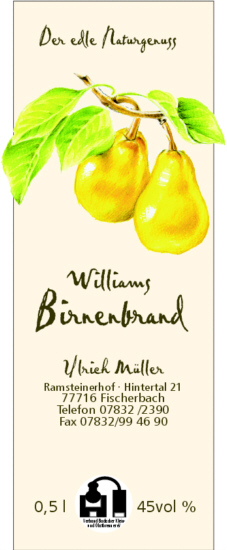 Der edle Naturgenuss
Williams
Birnenbrand
Ulrich Müller
Ramsteinerhof · Hintertal 21
77716 Fischerbach
Telefon 07832 /2390
Fax 07832/99 46 90
0,5 l 45vol %